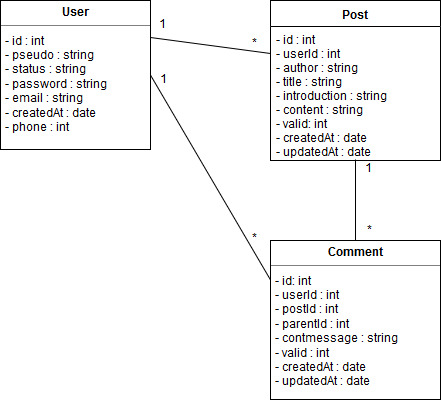 User
- id : int
- pseudo : string
- status : string
- password : string
- email : string
- createdAt : date
- phone : int
1
*
Post
- id : int
- userId : int
- author : string
- title : string
- introduction : string
- content : string
- valid: int
- createdAt : date
- updatedAt : date
1
*
1
*
Comment
- id: int
- userId : int
- postId : int
- parentId : int
- contmessage : string
- valid : int
- createdAt : date
- updatedAt : date